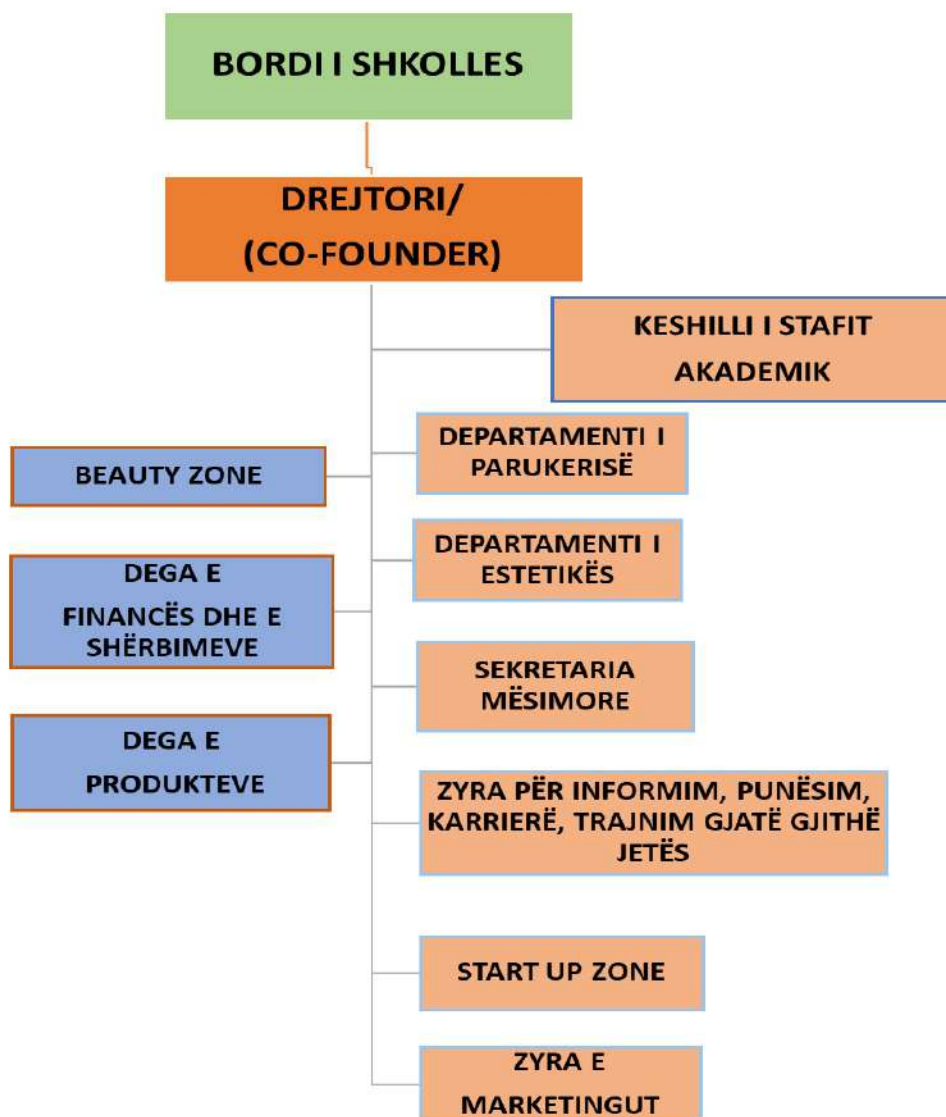 BORDI I SHKOLLES
DREJTORI/
(CO-FOUNDER)
KESHILLI I STAFIT
AKADEMIK
DEPARTAMENTI I
PARUKERISË
BEAUTY ZONE
DEPARTAMENTI I
ESTETIKËS
DEGA E
FINANCËS DHE E
SHËRBIMEVE
SEKRETARIA
MËSIMORE
DEGA E
PRODUKTEVE
ZYRA PËR INFORMIM, PUNËSIM,
KARRIERË, TRAJNIM GJATË GJITHË
JETËS
START UP ZONE
ZYRA E
MARKETINGUT